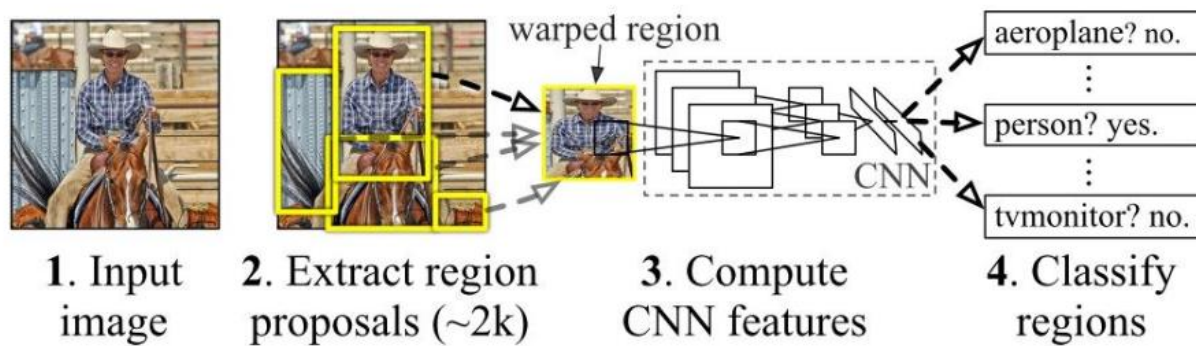 warped region
aeroplane? no.
⋮
person? yes.
CNN
⋮
tvmonitor? no.
1. Input
image
2. Extract region
proposals (~2k)
3. Compute
CNN features
4. Classify
regions